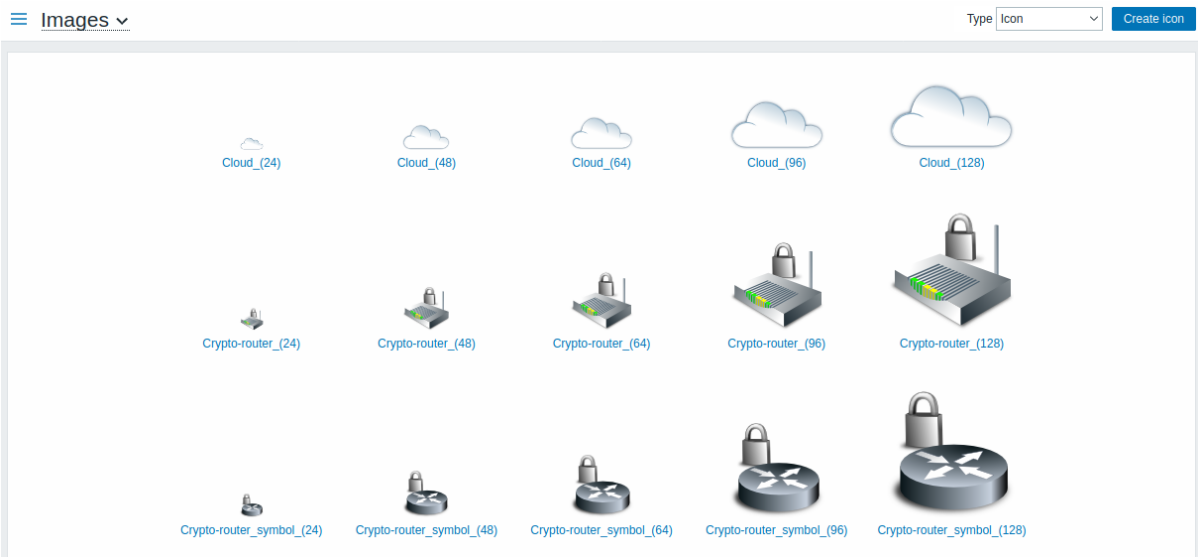 Images
Type Icon Create icon
Cloud_(24) Cloud_(48) Cloud_(64) Cloud_(96) Cloud_(128)
Crypto-router_(24) Crypto-router_(48) Crypto-router_(64) Crypto-router_(96) Crypto-router_(128)
Crypto-router_symbol_(24) Crypto-router_symbol_(48) Crypto-router_symbol_(64) Crypto-router_symbol_(96) Crypto-router_symbol_(128)